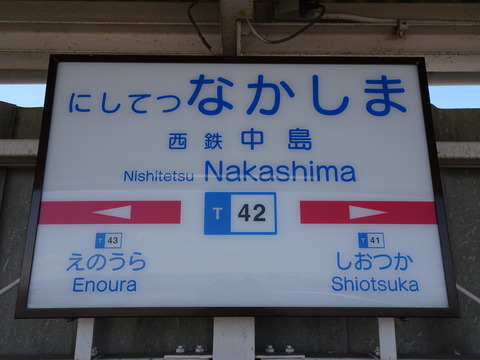 にしてつなかしま
西鉄中島
Nishitetsu Nakashima
T 42
T 43
えのうら
Enoura
T 41
しおつか
Shiotsuka